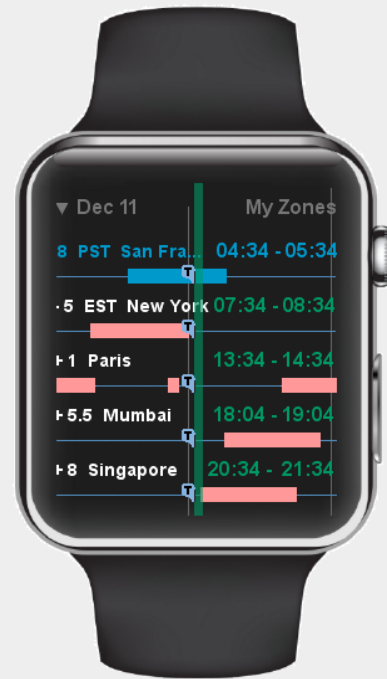 ▼ Dec 11 My Zones
8 PST San Fra... 04:34 - 05:34
T
-5 EST New York 07:34 - 08:34
T
+1 Paris 13:34 - 14:34
T
+5.5 Mumbai 18:04 - 19:04
T
+8 Singapore 20:34 - 21:34
T